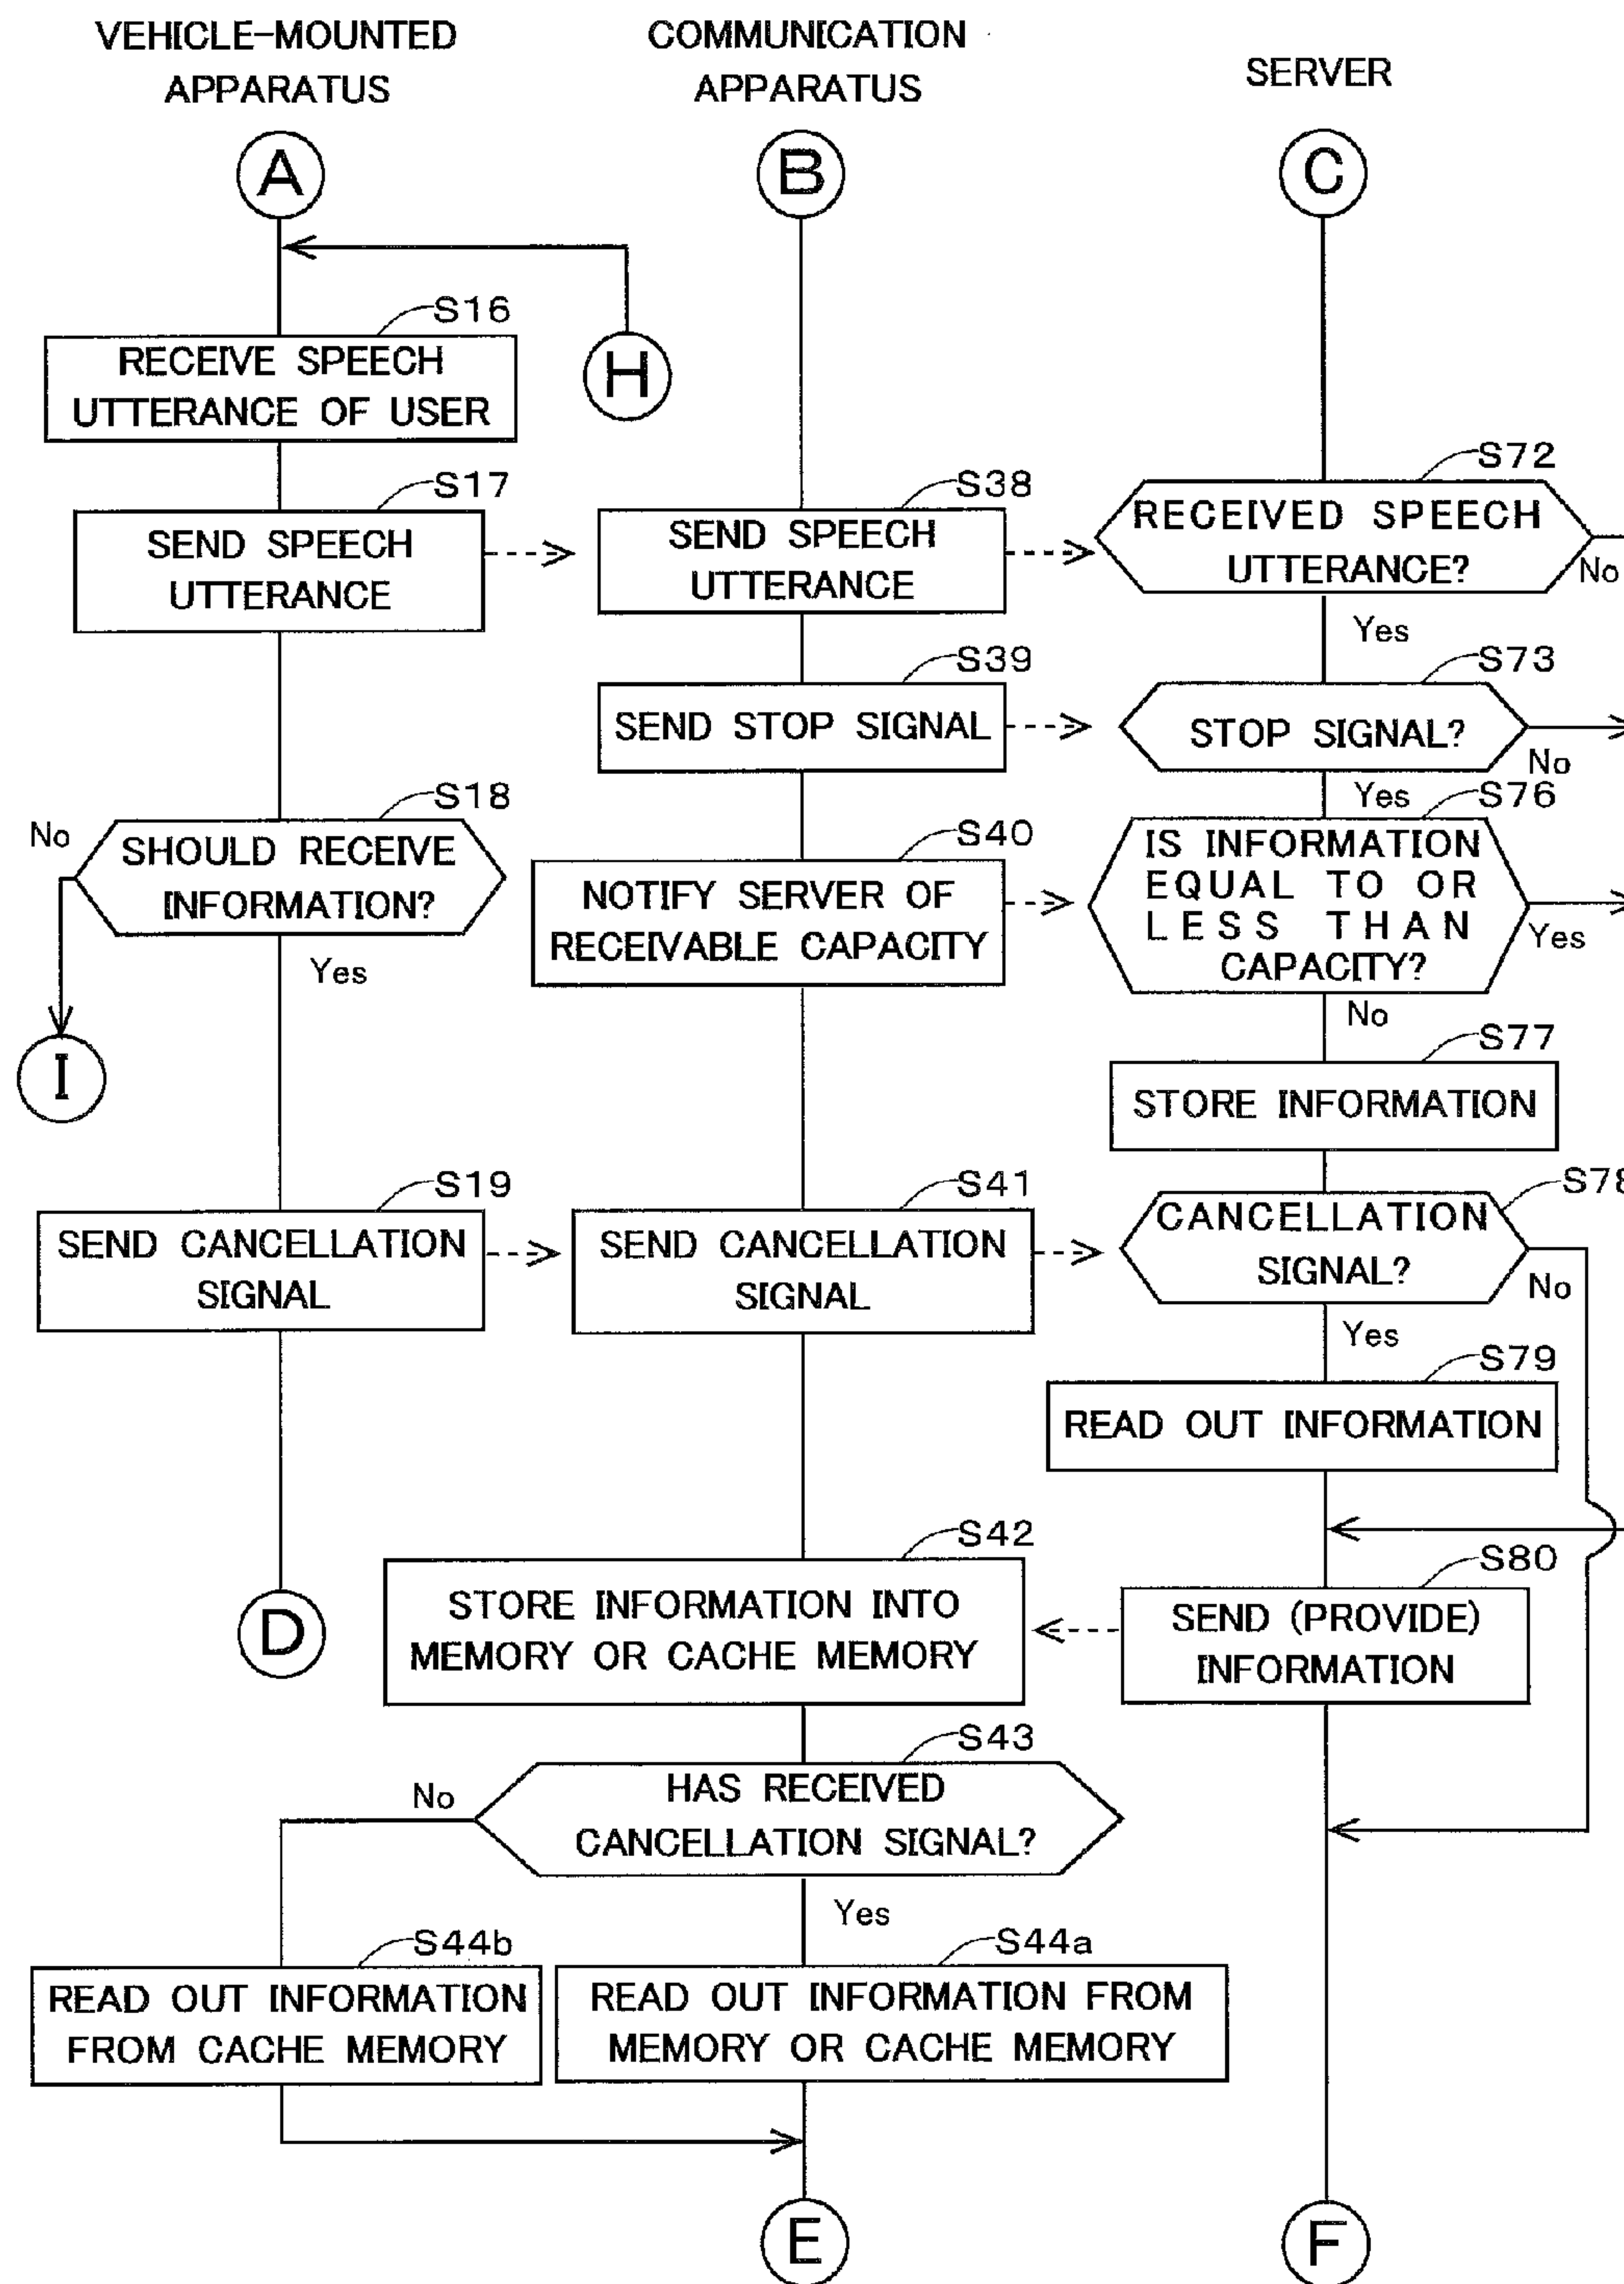 VEHICLE-MOUNTED
APPARATUS
COMMUNICATION
APPARATUS
SERVER
A
B
C
H
S16
RECEIVE SPEECH
UTTERANCE OF USER
S17
SEND SPEECH
UTTERANCE
S38
SEND SPEECH
UTTERANCE
S72
RECEIVED SPEECH
UTTERANCE?
No
Yes
S39
SEND STOP SIGNAL
S73
STOP SIGNAL?
No
Yes
S18
No
SHOULD RECEIVE
INFORMATION?
Yes
I
S40
NOTIFY SERVER OF
RECEIVABLE CAPACITY
S76
IS INFORMATION
EQUAL TO OR
LESS THAN
CAPACITY?
Yes
No
S77
STORE INFORMATION
S19
SEND CANCELLATION
SIGNAL
S41
SEND CANCELLATION
SIGNAL
S78
CANCELLATION
SIGNAL?
No
Yes
S79
READ OUT INFORMATION
D
S42
STORE INFORMATION INTO
MEMORY OR CACHE MEMORY
S80
SEND (PROVIDE)
INFORMATION
S43
HAS RECEIVED
CANCELLATION SIGNAL?
No
Yes
S44b
READ OUT INFORMATION
FROM CACHE MEMORY
S44a
READ OUT INFORMATION FROM
MEMORY OR CACHE MEMORY
E
F